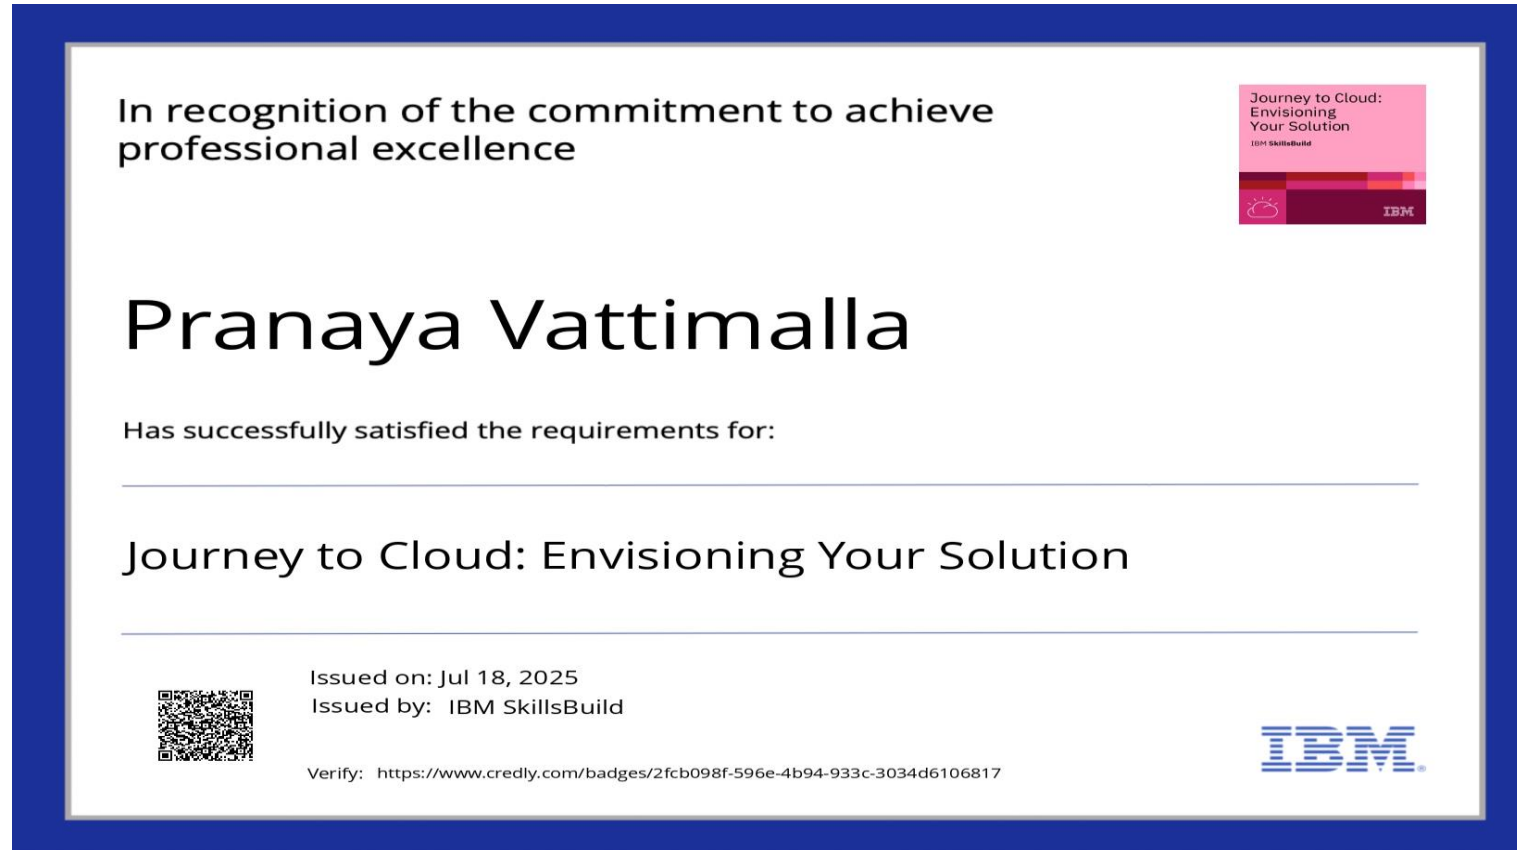 In recognition of the commitment to achieve
professional excellence
Journey to Cloud:
Envisioning
Your Solution
IBM SkillsBuild
IBM
Pranaya Vattimalla
Has successfully satisfied the requirements for:
Journey to Cloud: Envisioning Your Solution
Issued on: Jul 18, 2025
Issued by: IBM SkillsBuild
Verify: https://www.credly.com/badges/2fcb098f-596e-4b94-933c-3034d6106817
IBM®